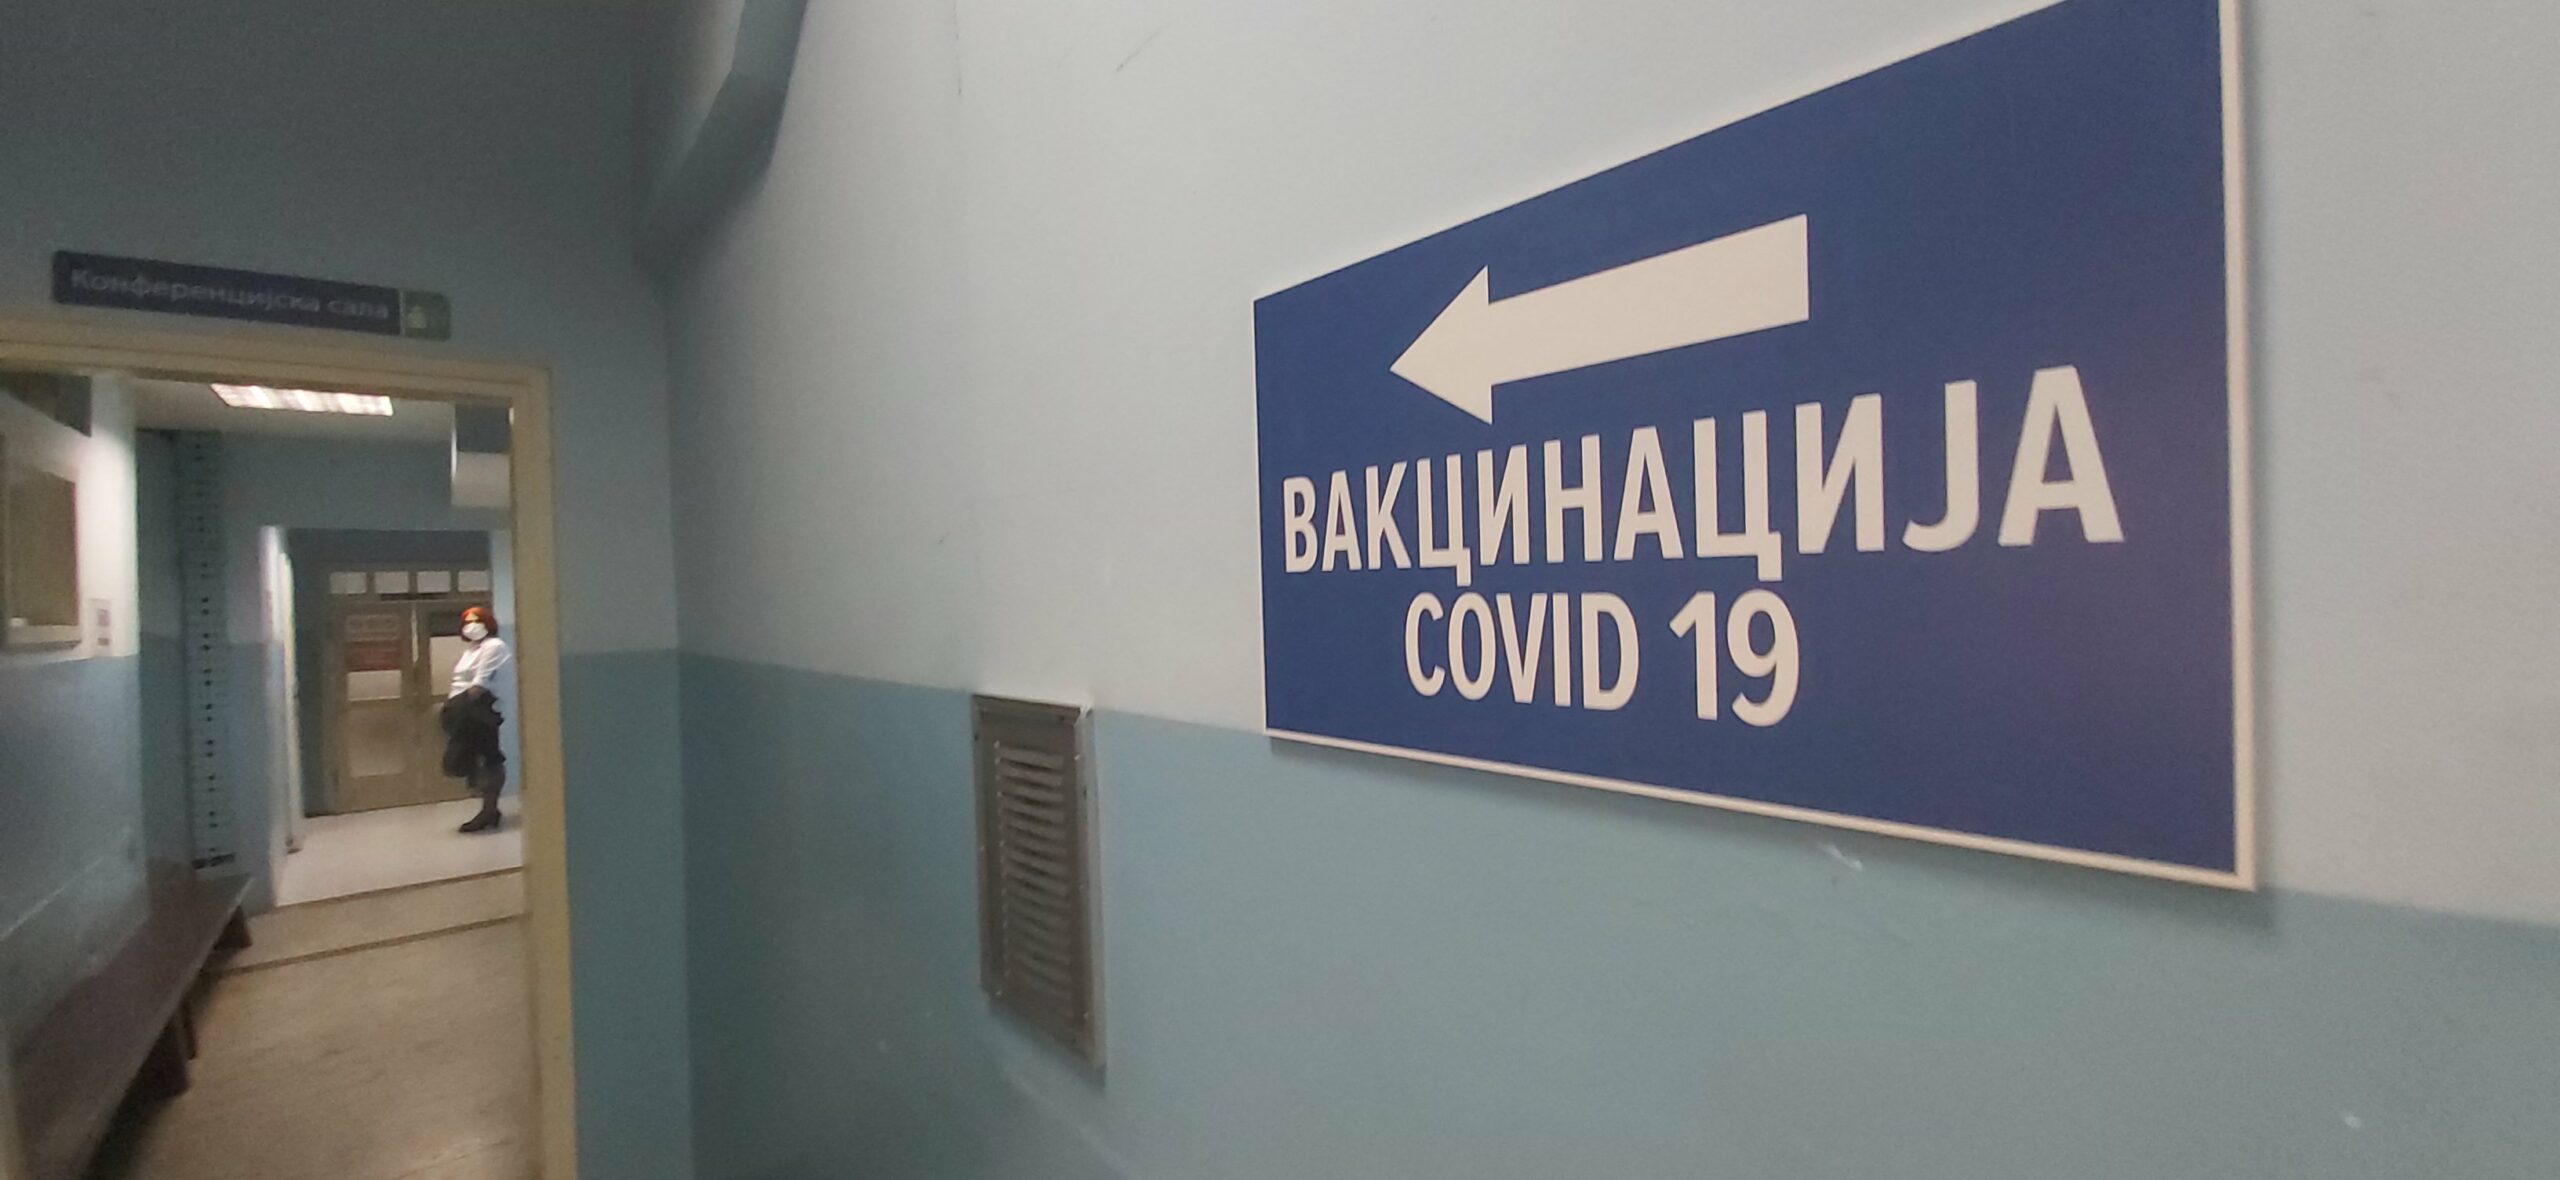 Конференцијска сала
ВАКЦИНАЦИЈА
COVID 19